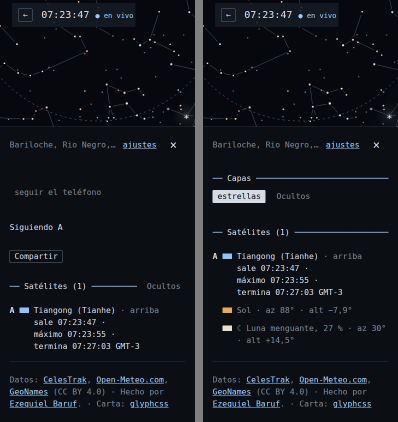 ← 07:23:47 ● en vivo
Bariloche, Río Negro,… ajustes ×
seguir el teléfono
Siguiendo A
Compartir
Satélites (1) Ocultos
A Tiangong (Tianhe) · arriba
sale 07:23:47 ·
máximo 07:23:55 ·
termina 07:27:03 GMT-3
Datos: CelesTrak, Open-Meteo.com,
GeoNames (CC BY 4.0) · Hecho por
Ezequiel Baruf. · Carta: glyphcss
← 07:23:47 ● en vivo
Bariloche, Río Negro,… ajustes ×
Capas
estrellas Ocultos
Satélites (1)
A Tiangong (Tianhe) · arriba
sale 07:23:47 ·
máximo 07:23:55 ·
termina 07:27:03 GMT-3
Sol · az 88° · alt −7,9°
☾ Luna menguante, 27 % · az 30°
· alt +14,5°
Datos: CelesTrak, Open-Meteo.com,
GeoNames (CC BY 4.0) · Hecho por
Ezequiel Baruf. · Carta: glyphcss